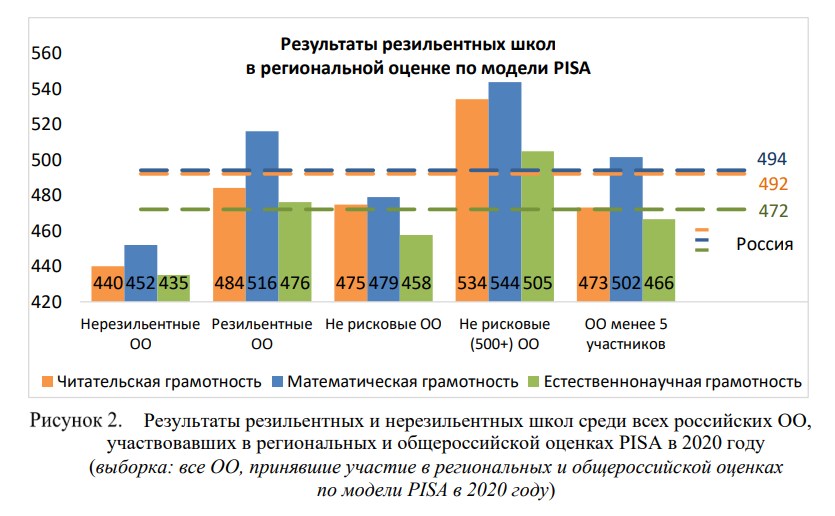 Результаты резильентных школ
в региональной оценке по модели PISA
560
540
520
500
480
460
440
420
494
492
472
Россия
440 452 435
484 516 476
475 479 458
534 544 505
473 502 466
Нерезильентные
ОО
Резильентные
ОО
Не рисковые ОО
Не рисковые
(500+) ОО
ОО менее 5
участников
Читательская грамотность
Математическая грамотность
Естественнонаучная грамотность
Рисунок 2. Результаты резильентных и нерезильентных школ среди всех российских ОО,
участвовавших в региональных и общероссийской оценках PISA в 2020 году
(выборка: все ОО, принявшие участие в региональных и общероссийской оценках
по модели PISA в 2020 году)